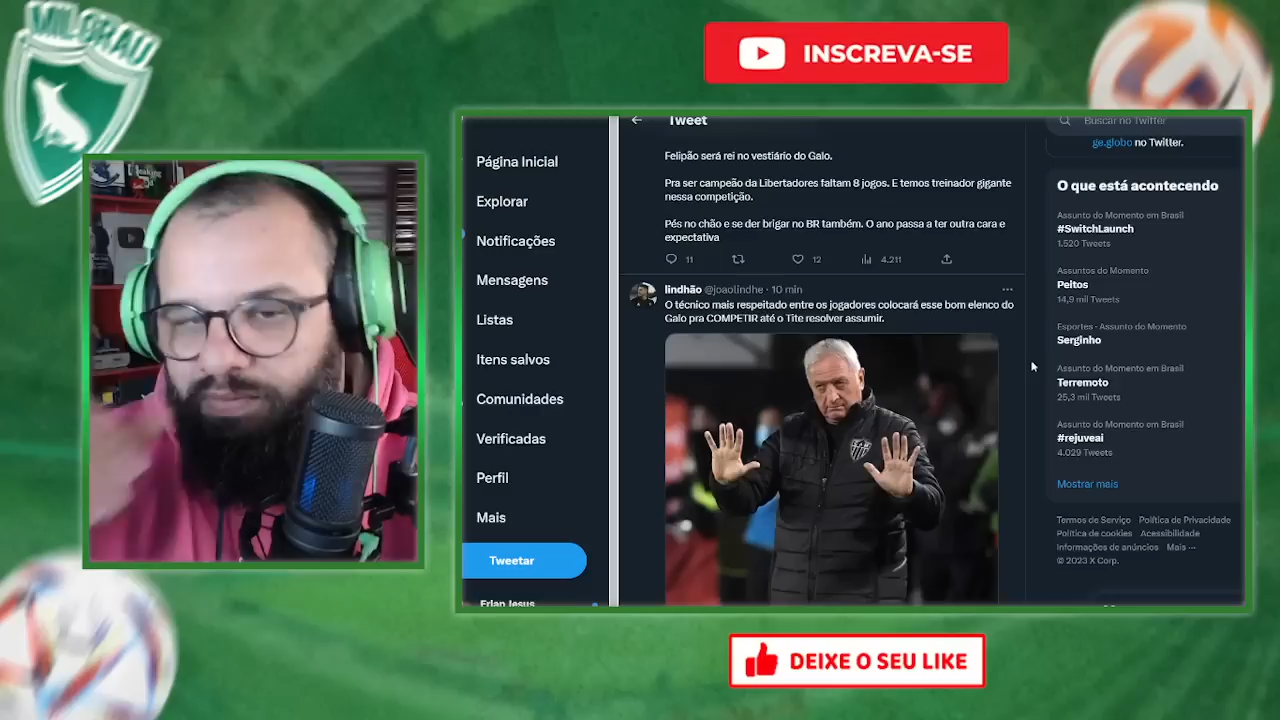 MILGRAU
INSCREVA-SE
Tweet
Buscar no Twitter
ge.globo no Twitter.
Página Inicial
Explorar
Notificações
Mensagens
Listas
Itens salvos
Comunidades
Verificadas
Perfil
Mais
Tweetar
Erlan Jesus
Felipão será rei no vestiário do Galo.
Pra ser campeão da Libertadores faltam 8 jogos. E temos treinador gigante
nessa competição.
Pés no chão e se der brigar no BR também. O ano passa a ter outra cara e
expectativa
11 12 4.211
lindhão @joaolindhe · 10 min
O técnico mais respeitado entre os jogadores colocará esse bom elenco do
Galo pra COMPETIR até o Tite resolver assumir.
O que está acontecendo
Assunto do Momento em Brasil
#SwitchLaunch
1.520 Tweets
Assuntos do Momento
Peitos
14,9 mil Tweets
Esportes · Assunto do Momento
Serginho
Assunto do Momento em Brasil
Terremoto
25,3 mil Tweets
Assunto do Momento em Brasil
#rejuveai
4.029 Tweets
Mostrar mais
Termos de Serviço Política de Privacidade
Política de cookies Acessibilidade
Informações de anúncios Mais ···
© 2023 X Corp.
DEIXE O SEU LIKE